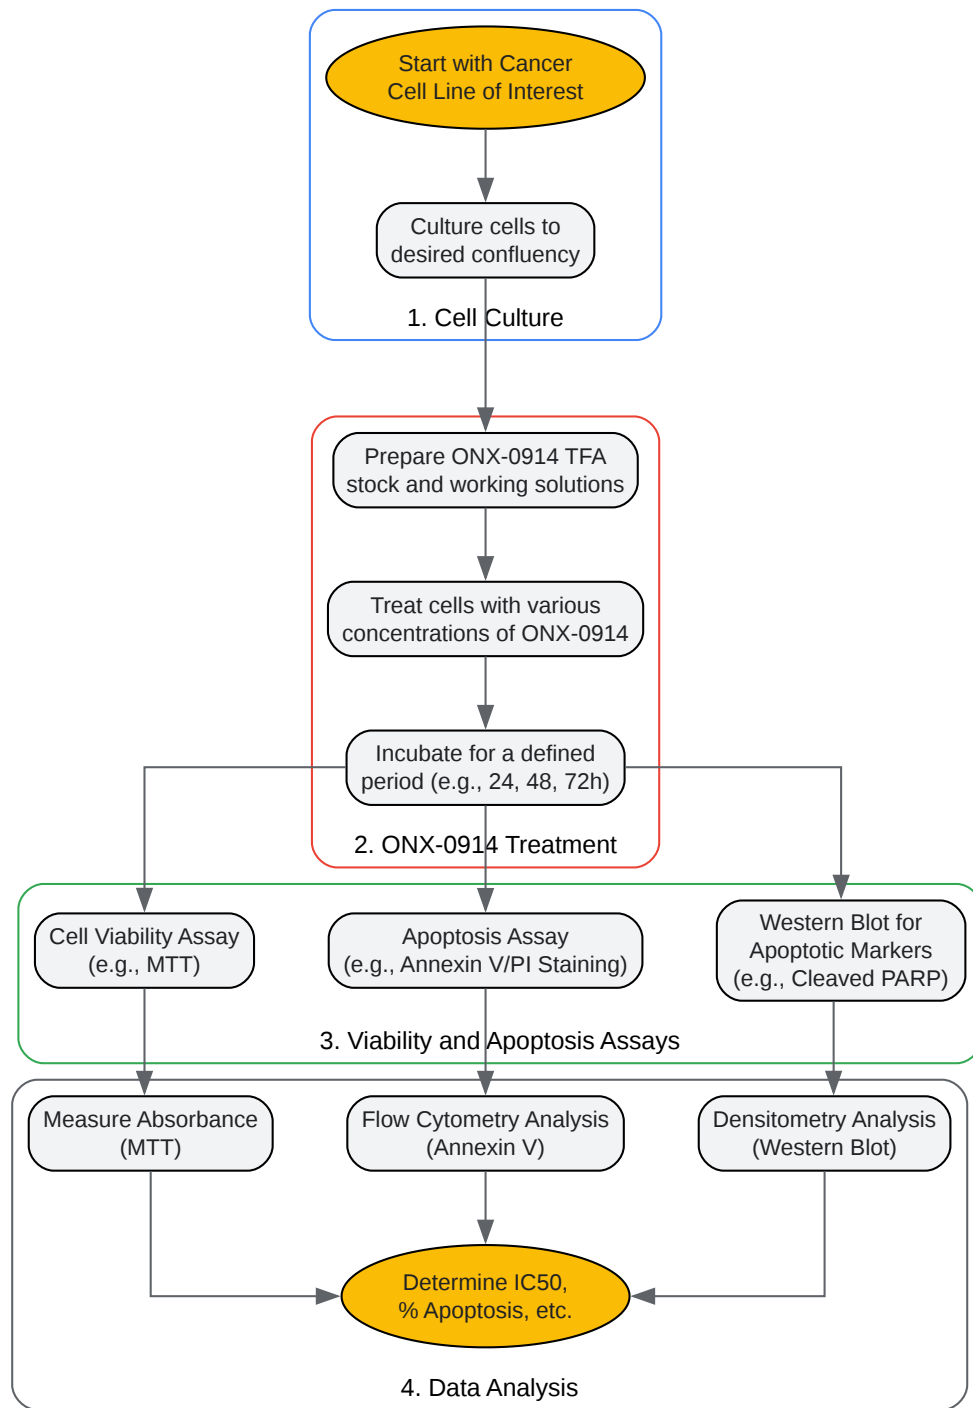 Start with Cancer
Cell Line of Interest
Culture cells to
desired confluency
1. Cell Culture
Prepare ONX-0914 TFA
stock and working solutions
Treat cells with various
concentrations of ONX-0914
Incubate for a defined
period (e.g., 24, 48, 72h)
2. ONX-0914 Treatment
Cell Viability Assay
(e.g., MTT)
Apoptosis Assay
(e.g., Annexin V/PI Staining)
Western Blot for
Apoptotic Markers
(e.g., Cleaved PARP)
3. Viability and Apoptosis Assays
Measure Absorbance
(MTT)
Flow Cytometry Analysis
(Annexin V)
Densitometry Analysis
(Western Blot)
Determine IC50,
% Apoptosis, etc.
4. Data Analysis